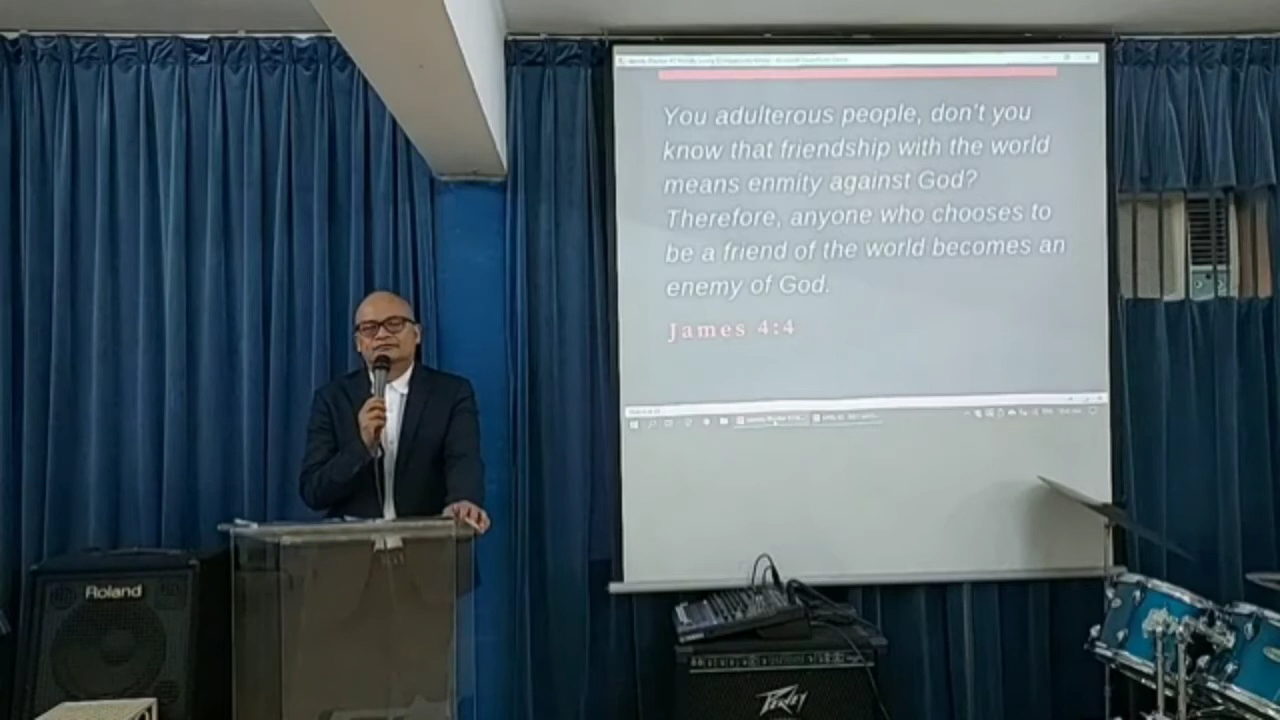 You adulterous people, don't you
know that friendship with the world
means enmity against God?
Therefore, anyone who chooses to
be a friend of the world becomes an
enemy of God.
James 4:4
Roland
PEAVEY